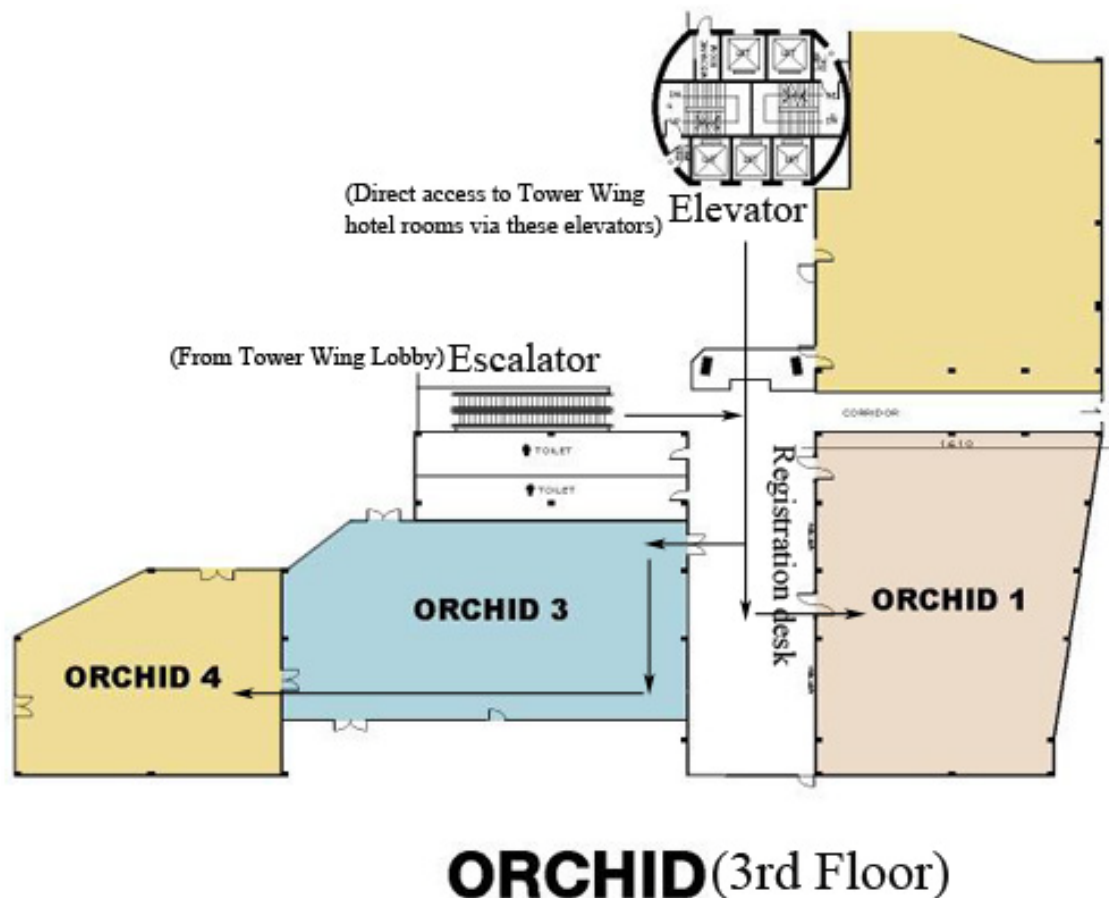 (Direct access to Tower Wing
hotel rooms via these elevators)
Elevator
(From Tower Wing Lobby) Escalator
CORRIDOR
TOILET
TOILET
Registration desk
ORCHID 1
ORCHID 3
ORCHID 4
ORCHID (3rd Floor)